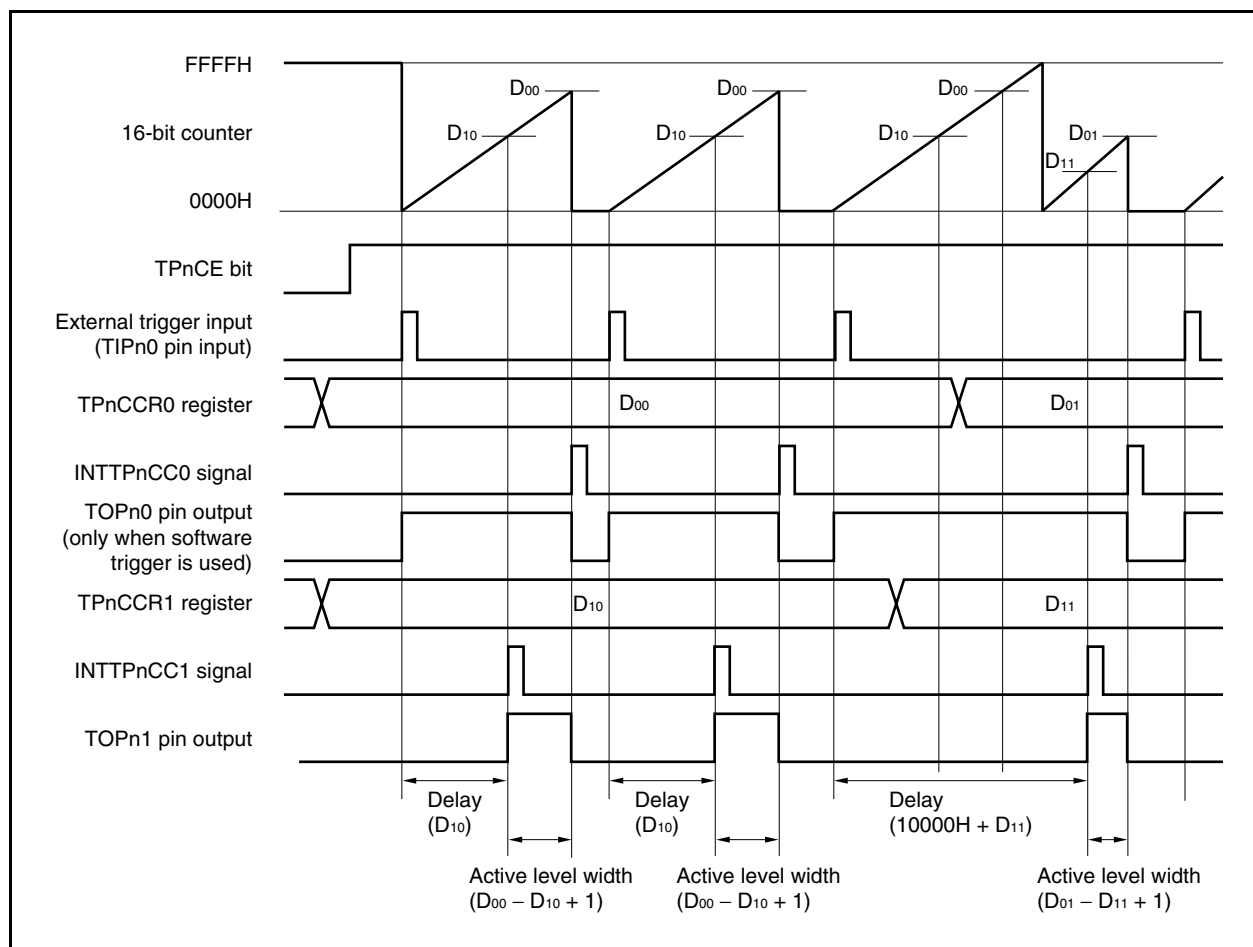 FFFFH
16-bit counter
0000H
D10
D00
D10
D00
D10
D00
D11
D01
TPnCE bit
External trigger input
(TIPn0 pin input)
TPnCCR0 register
D00
D01
INTTPnCC0 signal
TOPn0 pin output
(only when software
trigger is used)
TPnCCR1 register
D10
D11
INTTPnCC1 signal
TOPn1 pin output
Delay
(D10)
Delay
(D10)
Delay
(10000H + D11)
Active level width
(D00 − D10 + 1)
Active level width
(D00 − D10 + 1)
Active level width
(D01 − D11 + 1)